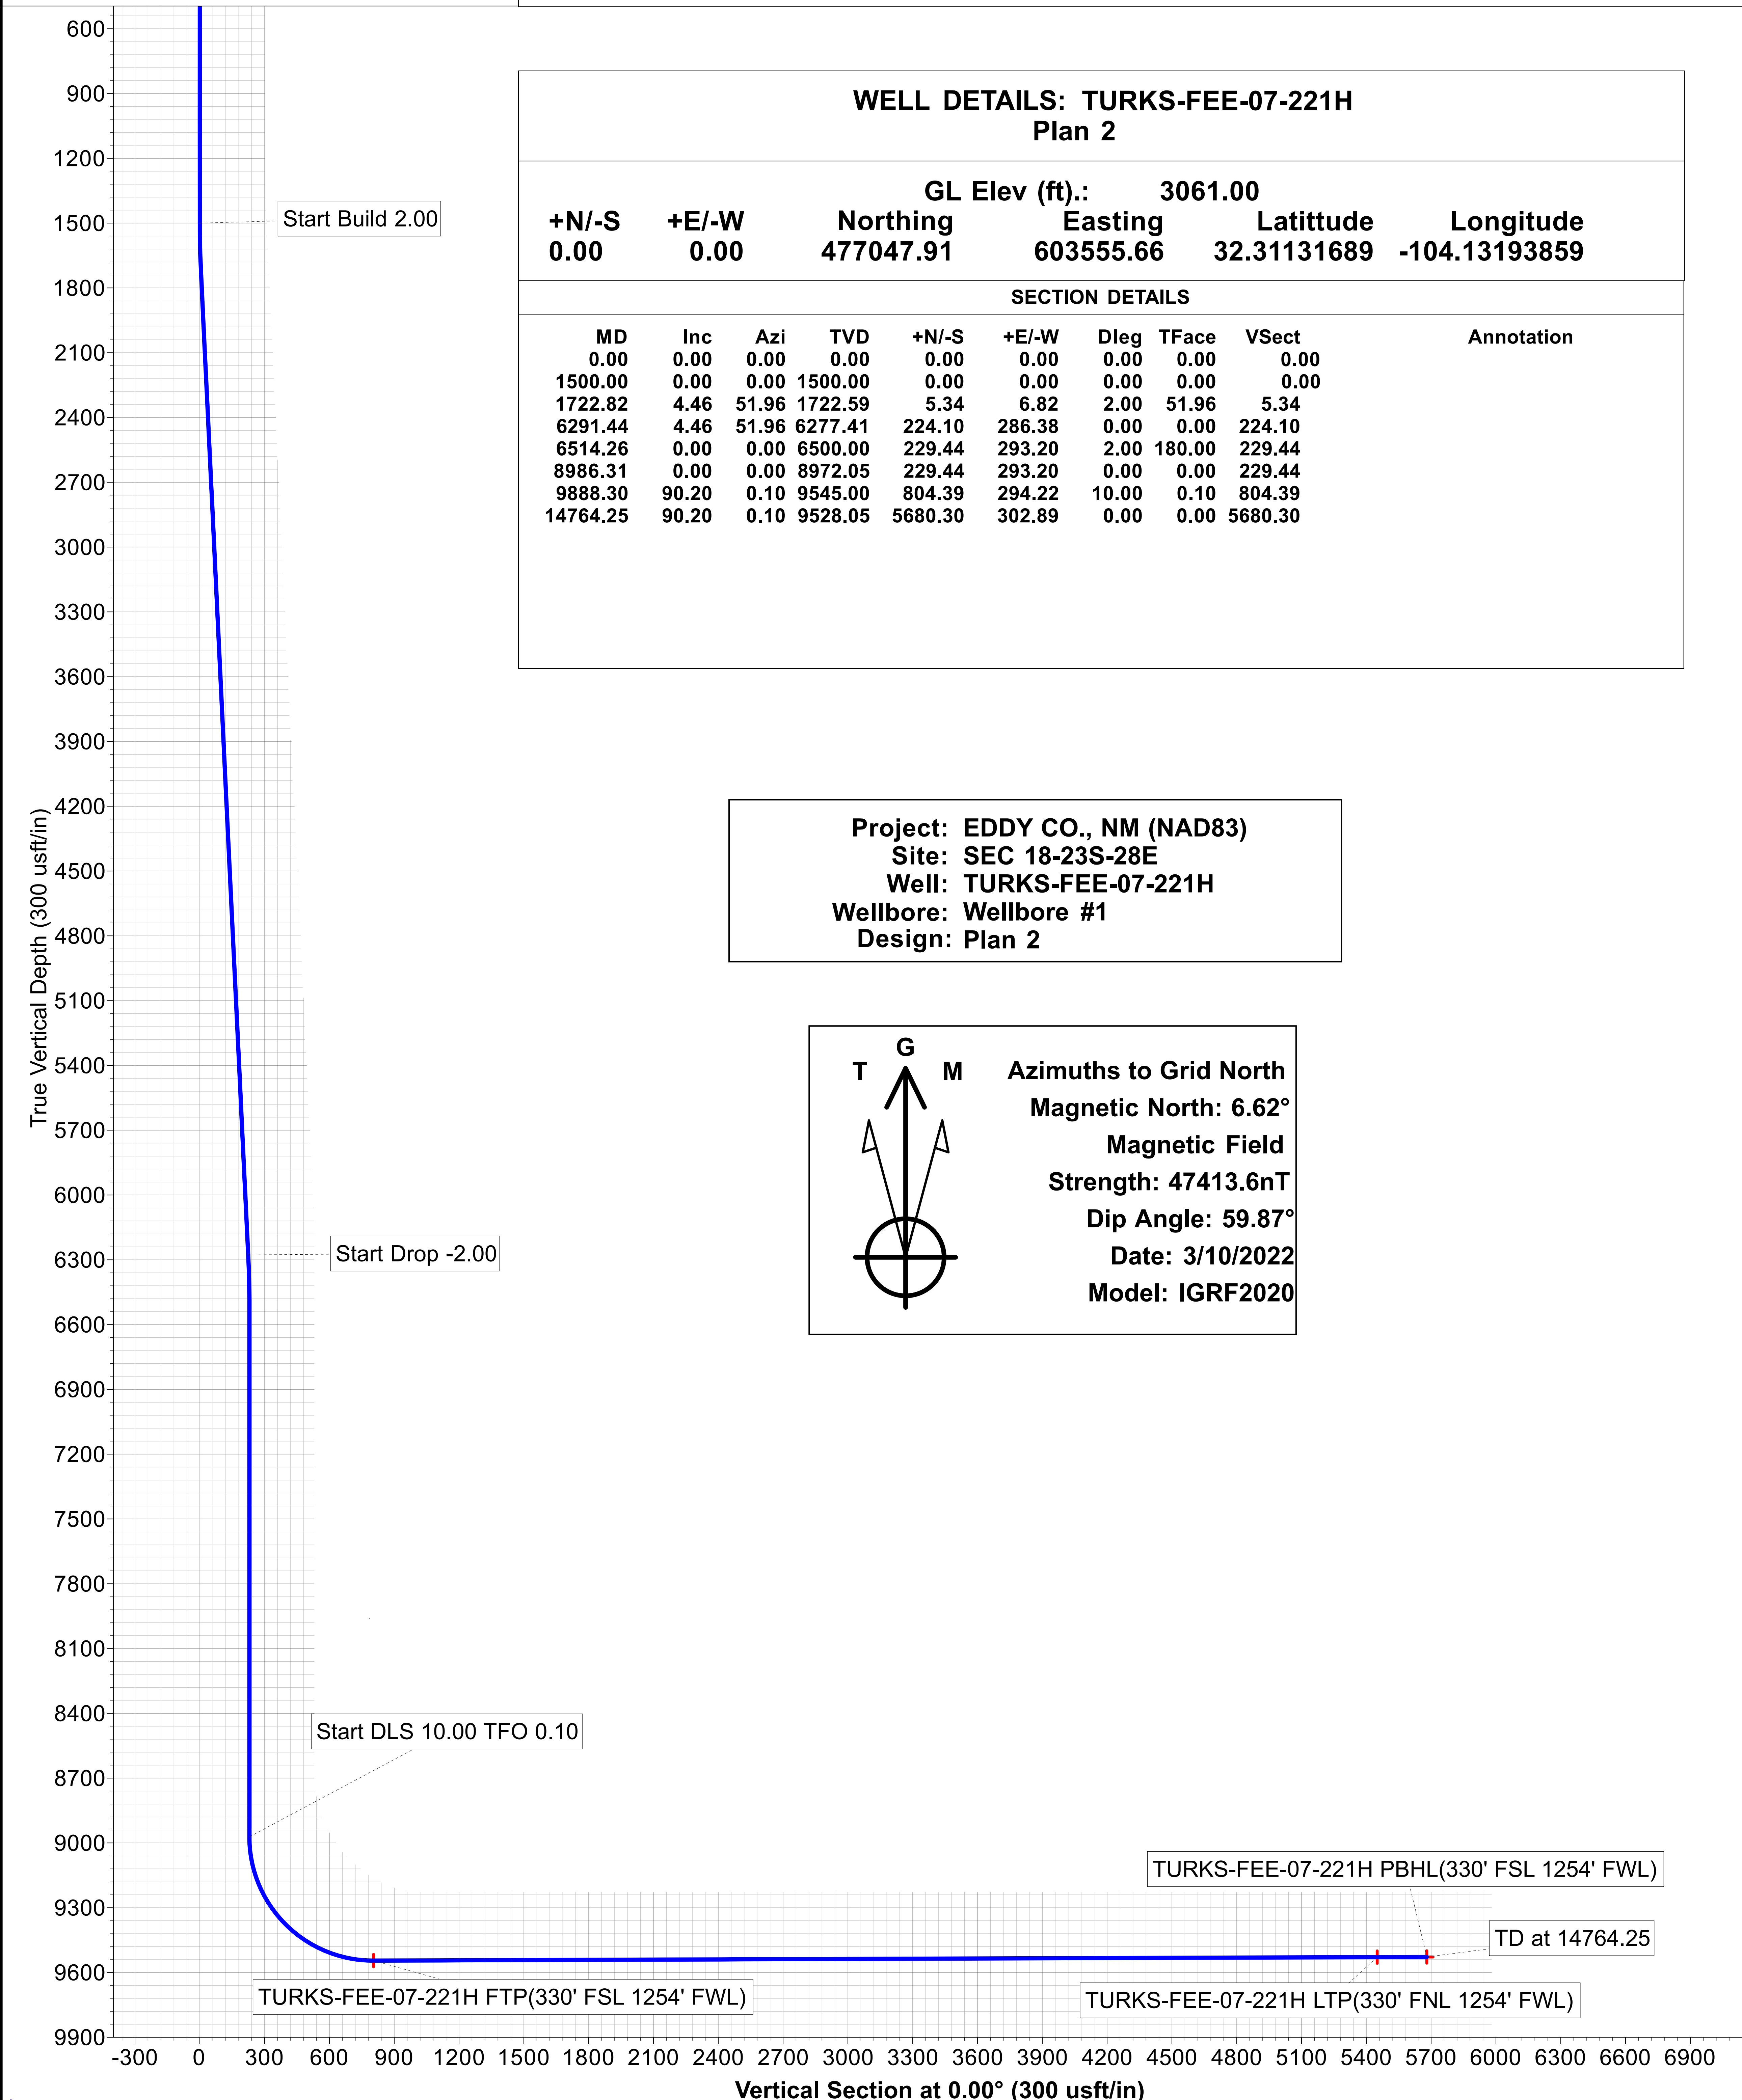 WELL DETAILS: TURKS-FEE-07-221H
Plan 2
GL Elev (ft).: 3061.00
+N/-S +E/-W Northing Easting Latittude Longitude
0.00 0.00 477047.91 603555.66 32.31131689 -104.13193859
SECTION DETAILS
MD Inc Azi TVD +N/-S +E/-W Dleg TFace VSect Annotation
0.00 0.00 0.00 0.00 0.00 0.00 0.00 0.00 0.00
1500.00 0.00 0.00 1500.00 0.00 0.00 0.00 0.00 0.00
1722.82 4.46 51.96 1722.59 5.34 6.82 2.00 51.96 5.34
6291.44 4.46 51.96 6277.41 224.10 286.38 0.00 0.00 224.10
6514.26 0.00 0.00 6500.00 229.44 293.20 2.00 180.00 229.44
8986.31 0.00 0.00 8972.05 229.44 293.20 0.00 0.00 229.44
9888.30 90.20 0.10 9545.00 804.39 294.22 10.00 0.10 804.39
14764.25 90.20 0.10 9528.05 5680.30 302.89 0.00 0.00 5680.30
Project: EDDY CO., NM (NAD83)
Site: SEC 18-23S-28E
Well: TURKS-FEE-07-221H
Wellbore: Wellbore #1
Design: Plan 2
G
T M
Azimuths to Grid North
Magnetic North: 6.62°
Magnetic Field
Strength: 47413.6nT
Dip Angle: 59.87°
Date: 3/10/2022
Model: IGRF2020
True Vertical Depth (300 usft/in)
600
900
1200
1500
1800
2100
2400
2700
3000
3300
3600
3900
4200
4500
4800
5100
5400
5700
6000
6300
6600
6900
7200
7500
7800
8100
8400
8700
9000
9300
9600
9900
Start Build 2.00
Start Drop -2.00
Start DLS 10.00 TFO 0.10
TURKS-FEE-07-221H PBHL(330' FSL 1254' FWL)
TD at 14764.25
TURKS-FEE-07-221H FTP(330' FSL 1254' FWL)
TURKS-FEE-07-221H LTP(330' FNL 1254' FWL)
-300 0 300 600 900 1200 1500 1800 2100 2400 2700 3000 3300 3600 3900 4200 4500 4800 5100 5400 5700 6000 6300 6600 6900
Vertical Section at 0.00° (300 usft/in)